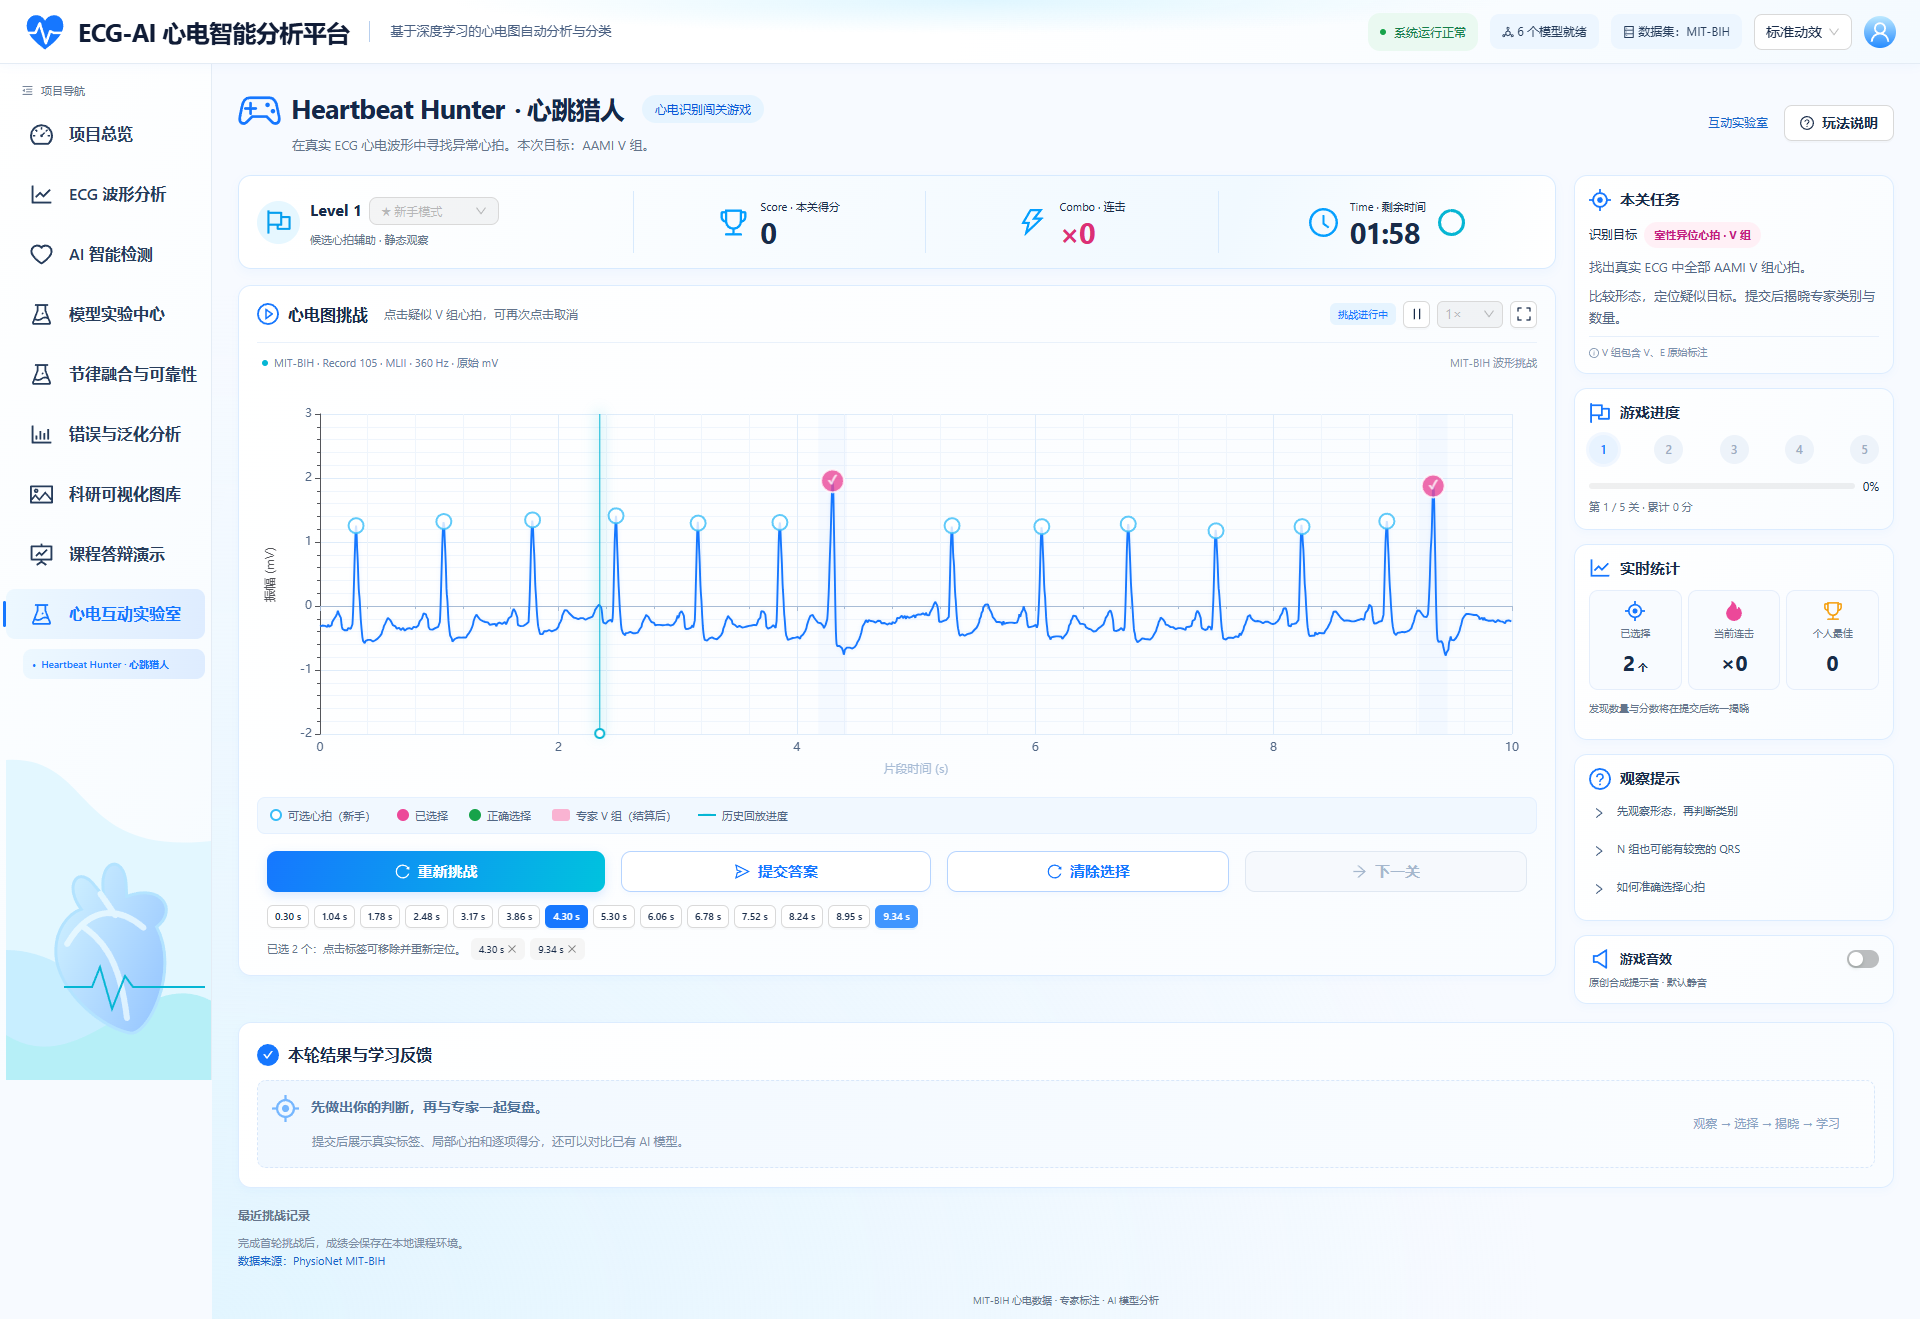 ECG-AI 心电智能分析平台
基于深度学习的心电图自动分析与分类
系统运行正常
6 个模型就绪
数据集：MIT-BIH
标准动效
项目导航
项目总览
ECG 波形分析
AI 智能检测
模型实验中心
节律融合与可靠性
错误与泛化分析
科研可视化图库
课程答辩演示
心电互动实验室
• Heartbeat Hunter · 心跳猎人
Heartbeat Hunter · 心跳猎人
心电识别闯关游戏
在真实 ECG 心电波形中寻找异常心拍。本次目标：AAMI V 组。
互动实验室
玩法说明
Level 1
★ 新手模式
候选心拍辅助 · 静态观察
Score · 本关得分
0
Combo · 连击
×0
Time · 剩余时间
01:58
心电图挑战
点击疑似 V 组心拍，可再次点击取消
挑战进行中
1×
MIT-BIH · Record 105 · MLII · 360 Hz · 原始 mV
MIT-BIH 波形挑战
3
2
1
0
-1
-2
振幅 (mV)
0
2
4
6
8
10
片段时间 (s)
可选心拍（新手）
已选择
正确选择
专家 V 组（结算后）
历史回放进度
重新挑战
提交答案
清除选择
下一关
0.30 s
1.04 s
1.78 s
2.48 s
3.17 s
3.86 s
4.30 s
5.30 s
6.06 s
6.78 s
7.52 s
8.24 s
8.95 s
9.34 s
已选 2 个：点击标签可移除并重新定位。
4.30 s
9.34 s
本关任务
识别目标
室性异位心拍 · V 组
找出真实 ECG 中全部 AAMI V 组心拍。
比较形态，定位疑似目标。提交后揭晓专家类别与
数量。
V 组包含 V、E 原始标注
游戏进度
1
2
3
4
5
0%
第 1 / 5 关 · 累计 0 分
实时统计
已选择
2 个
当前连击
×0
个人最佳
0
发现数量与分数将在提交后统一揭晓
观察提示
先观察形态，再判断类别
N 组也可能有较宽的 QRS
如何准确选择心拍
游戏音效
原创合成提示音 · 默认静音
本轮结果与学习反馈
先做出你的判断，再与专家一起复盘。
提交后展示真实标签、局部心拍和逐项得分，还可以对比已有 AI 模型。
观察 → 选择 → 揭晓 → 学习
最近挑战记录
完成首轮挑战后，成绩会保存在本地课程环境。
数据来源：PhysioNet MIT-BIH
MIT-BIH 心电数据 · 专家标注 · AI 模型分析